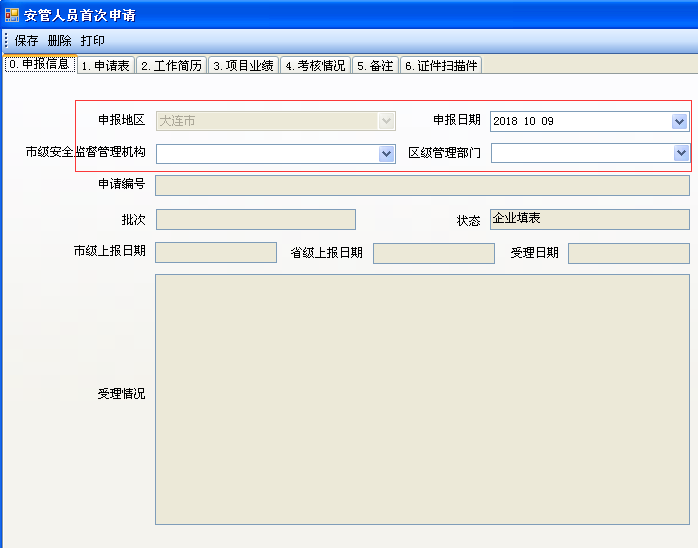 安管人员首次申请
保存 删除 打印
0.申报信息 1.申请表 2.工作简历 3.项目业绩 4.考核情况 5.备注 6.证件扫描件
申报地区 大连市 申报日期 2018 10 09
市级安全监督管理机构 区级管理部门
申请编号
批次 状态 企业填表
市级上报日期 省级上报日期 受理日期
受理情况